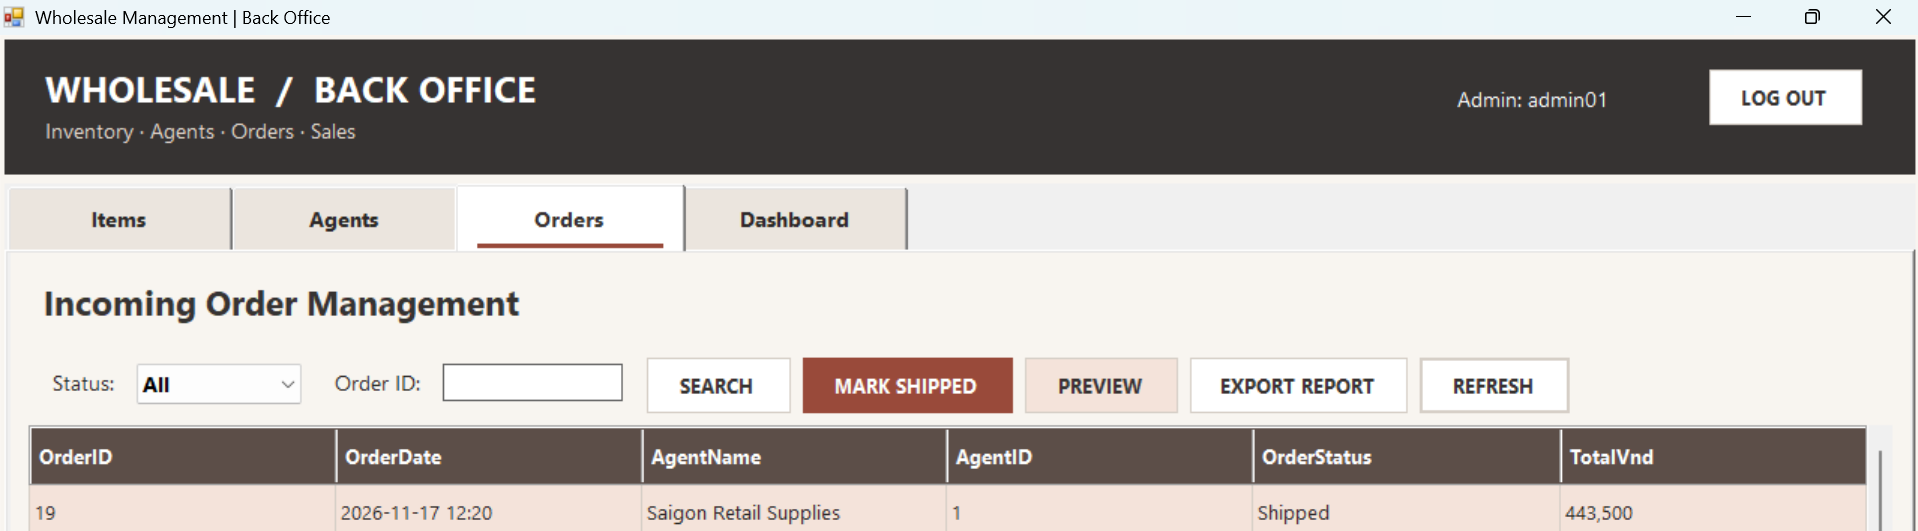 Wholesale Management | Back Office
WHOLESALE / BACK OFFICE
Inventory · Agents · Orders · Sales
Admin: admin01
LOG OUT
Items Agents Orders Dashboard
Incoming Order Management
Status: All Order ID: SEARCH MARK SHIPPED PREVIEW EXPORT REPORT REFRESH
OrderID OrderDate AgentName AgentID OrderStatus TotalVnd
19 2026-11-17 12:20 Saigon Retail Supplies 1 Shipped 443,500